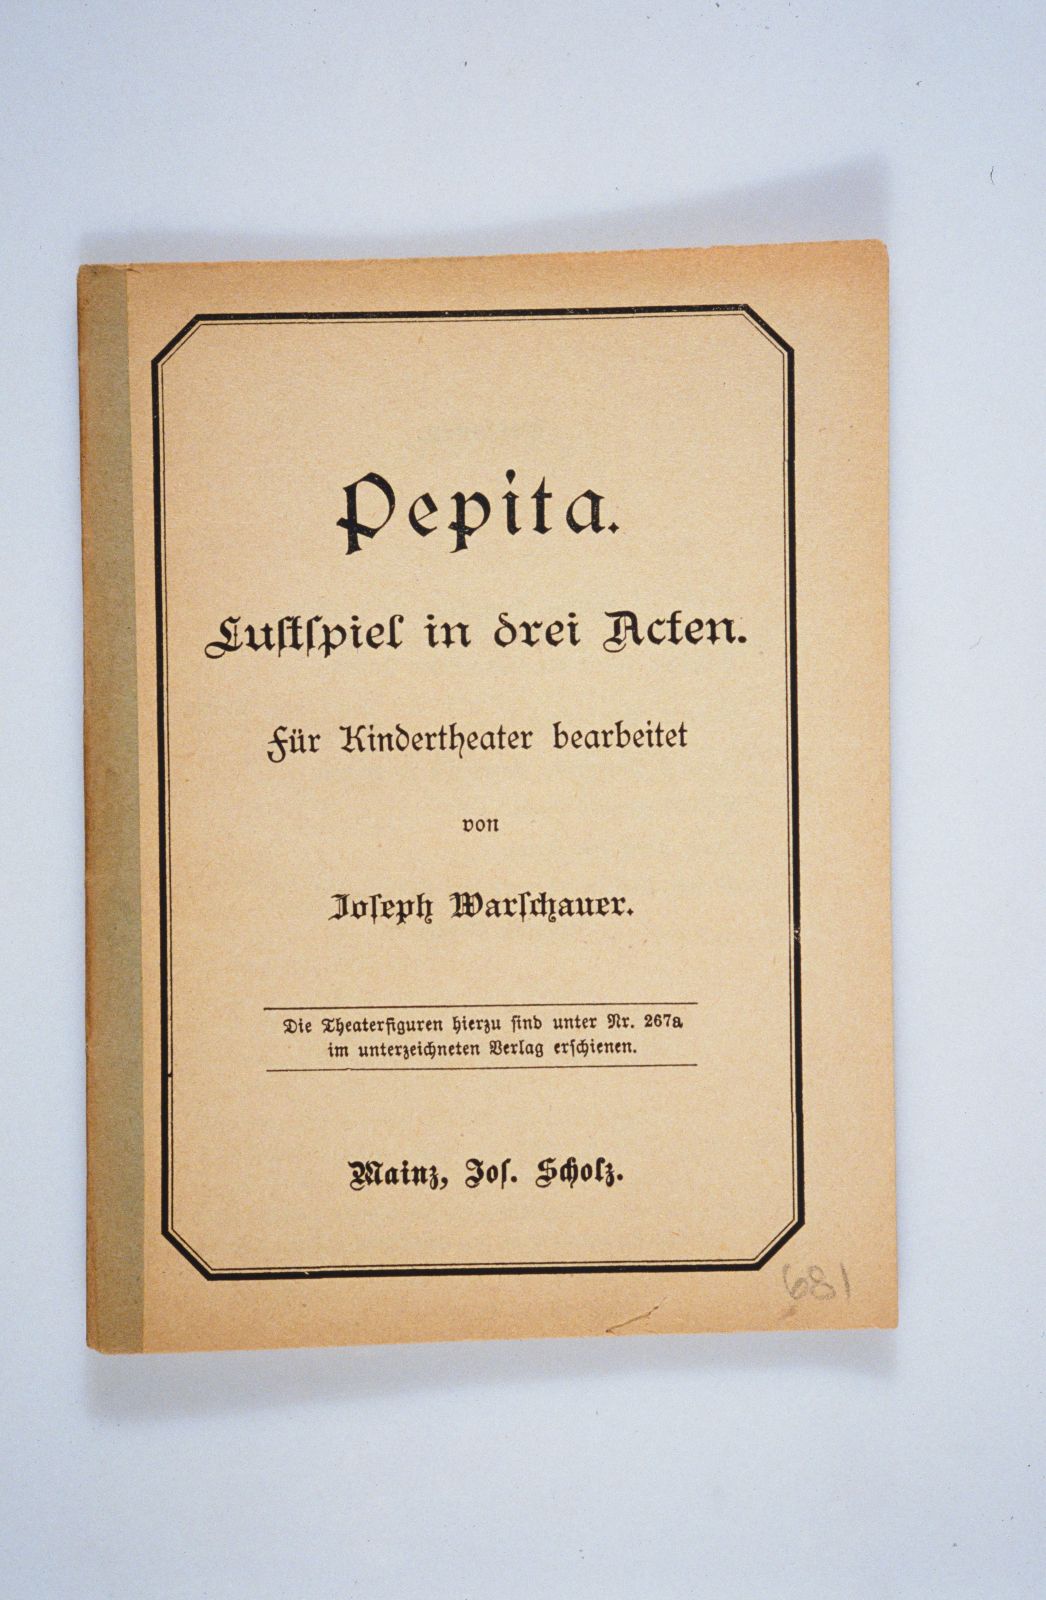 Pepita.
Lustspiel in drei Acten.
Für Kindertheater bearbeitet
von
Joseph Warschauer.
Die Theaterfiguren hierzu sind unter Nr. 267a
im unterzeichneten Verlag erschienen.
Mainz, Jos. Scholz.
681